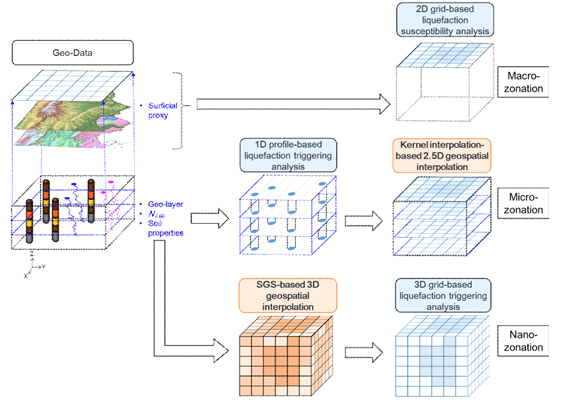 2D grid-based
liquefaction
susceptibility analysis
Geo-Data
Macro-
zonation
• Surficial
proxy
1D profile-based
liquefaction triggering
analysis
Kernel interpolation-
based 2.5D geospatial
interpolation
• Geo-layer
•
• Soil
properties
Micro-
zonation
Z
Y
X
SGS-based 3D
geospatial
interpolation
3D grid-based
liquefaction triggering
analysis
Nano-
zonation